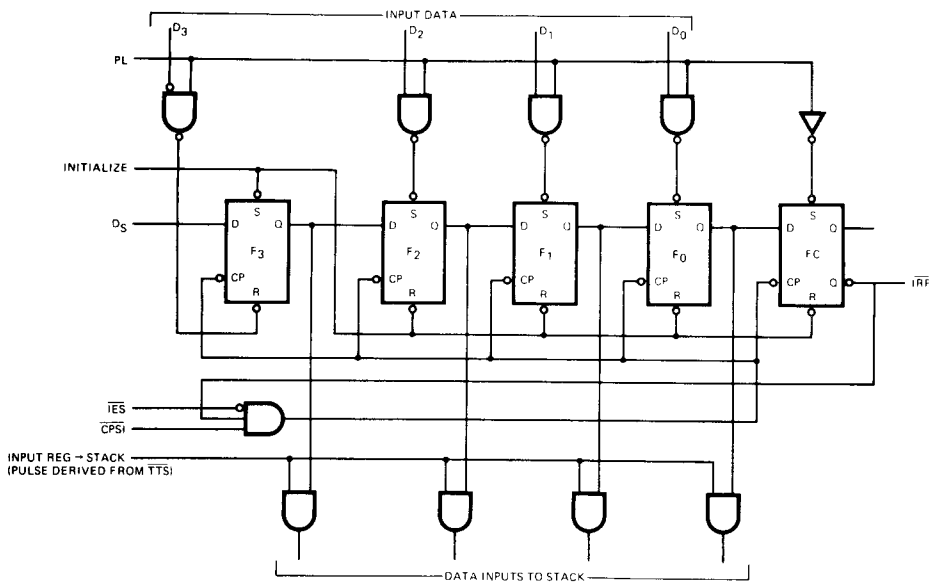 INPUT DATA
D3 D2 D1 D0
PL
INITIALIZE
DS
S S S S S
D Q D Q D Q D Q D Q
F3 F2 F1 F0 FC
CP CP CP CP CP Q
R R R R R
IRF
IES
CPSI
INPUT REG → STACK
(PULSE DERIVED FROM TTS)
DATA INPUTS TO STACK